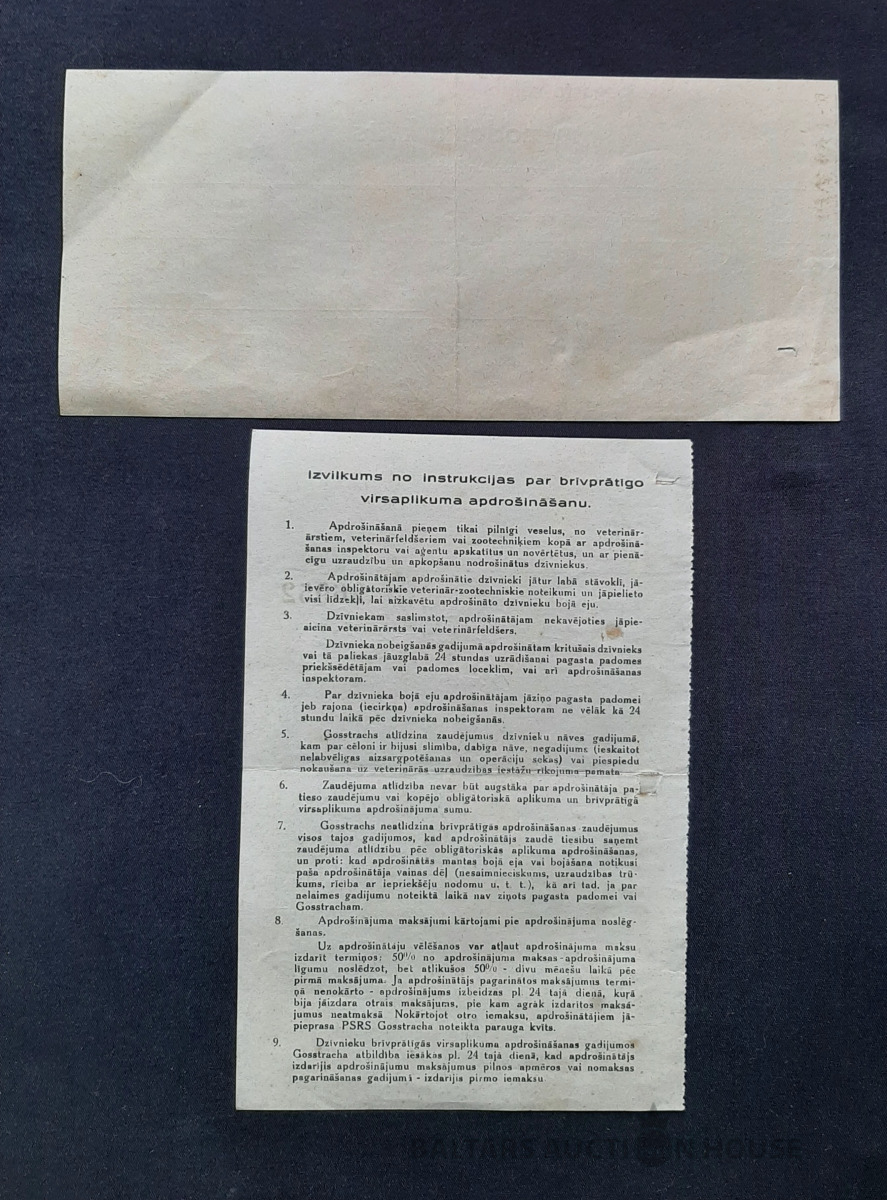 Izvilkums no instrukcijas par brīvprātīgo
virsaplikuma apdrošināšanu.
1. Apdrošināšanā pieņem tikai pilnīgi veselus, no veterinār-
ārstiem, veterinārfeldšeriem vai zootechniķiem kopā ar apdrošinā-
šanas inspektoru vai aģentu apskatītus un novērtētus, un ar pienā-
cīgu uzraudzību un apkopšanu nodrošinātus dzīvniekus.
2. Apdrošinātājam apdrošinātie dzīvnieki jātur labā stāvoklī, jā-
ievēro obligātoriskie veterinār-zootechniskie noteikumi un jāpielieto
visi līdzekļi, lai aizkavētu apdrošināto dzīvnieku bojā eju.
3. Dzīvniekam saslimstot, apdrošinātājam nekavējoties jāpie-
aicina veterinārārsts vai veterinārfeldšers.
Dzīvnieka nobeigšanās gadījumā apdrošinātam kritušais dzīvnieks
vai tā paliekas jāuzglabā 24 stundas uzrādīšanai pagasta padomes
priekšsēdētājam vai padomes loceklim, vai arī apdrošināšanas
inspektoram.
4. Par dzīvnieka bojā eju apdrošinātājam jāziņo pagasta padomei
jeb rajona (iecirkņa) apdrošināšanas inspektoram ne vēlāk kā 24
stundu laikā pēc dzīvnieka nobeigšanās.
5. Gosstrachs atlīdzina zaudējumus dzīvnieku nāves gadījumā,
kam par cēloni ir bijusi slimība, dabīga nāve, negadījums (ieskaitot
nelabvēlīgas aizsargpotēšanas un operāciju sekas) vai piespiedu
nokaušana uz veterinārās uzraudzības iestāžu rīkojuma pamata
6. Zaudējuma atlīdzība nevar būt augstāka par apdrošinātāja pa-
tieso zaudējumu vai kopējo obligātoriskā aplikuma un brīvprātīgā
virsaplikuma apdrošinājuma sumu.
7. Gosstrachs neatlīdzina brīvprātīgās apdrošināšanas zaudējumus
visos tajos gadījumos, kad apdrošinātājs zaudē tiesību saņemt
zaudējuma atlīdzību pēc obligātoriskās aplikuma apdrošināšanas,
un proti: kad apdrošinātās mantas bojā eja vai bojāšana notikusi
paša apdrošinātāja vainas dēļ (nesaimnieciskums, uzraudzības trū-
kums, rīcība ar iepriekšēju nodomu u. t. t.), kā arī tad, ja par
nelaimes gadījumu noteiktā laikā nav ziņots pagasta padomei vai
Gosstracham.
8. Apdrošinājuma maksājumi kārtojami pie apdrošinājuma noslēg-
šanas.
Uz apdrošinātāju vēlēšanos var atļaut apdrošinājuma maksu
izdarīt termiņos: 50% no apdrošinājuma maksas - apdrošinājuma
līgumu noslēdzot, bet atlikušos 50% - divu mēnešu laikā pēc
pirmā maksājuma. Ja apdrošinātājs pagarinātos maksājumus termi-
ņā nenokārto - apdrošinājums izbeidzas pl. 24 tajā dienā, kurā
bija jāizdara otrais maksājums, pie kam agrāk izdarītos maksā-
jumus neatmaksā Nokārtojot otro iemaksu, apdrošinātājiem jā-
pieprasa PSRS Gosstracha noteikta parauga kvīts.
9. Dzīvnieku brīvprātīgās virsaplikuma apdrošināšanas gadījumos
Gosstracha atbildība iesākas pl. 24 tajā dienā, kad apdrošinātājs
izdarījis apdrošinājumu maksājumus pilnos apmēros vai nomaksas
pagarināšanas gadījumā - izdarījis pirmo iemaksu
BALTARS AUCTION HOUSE